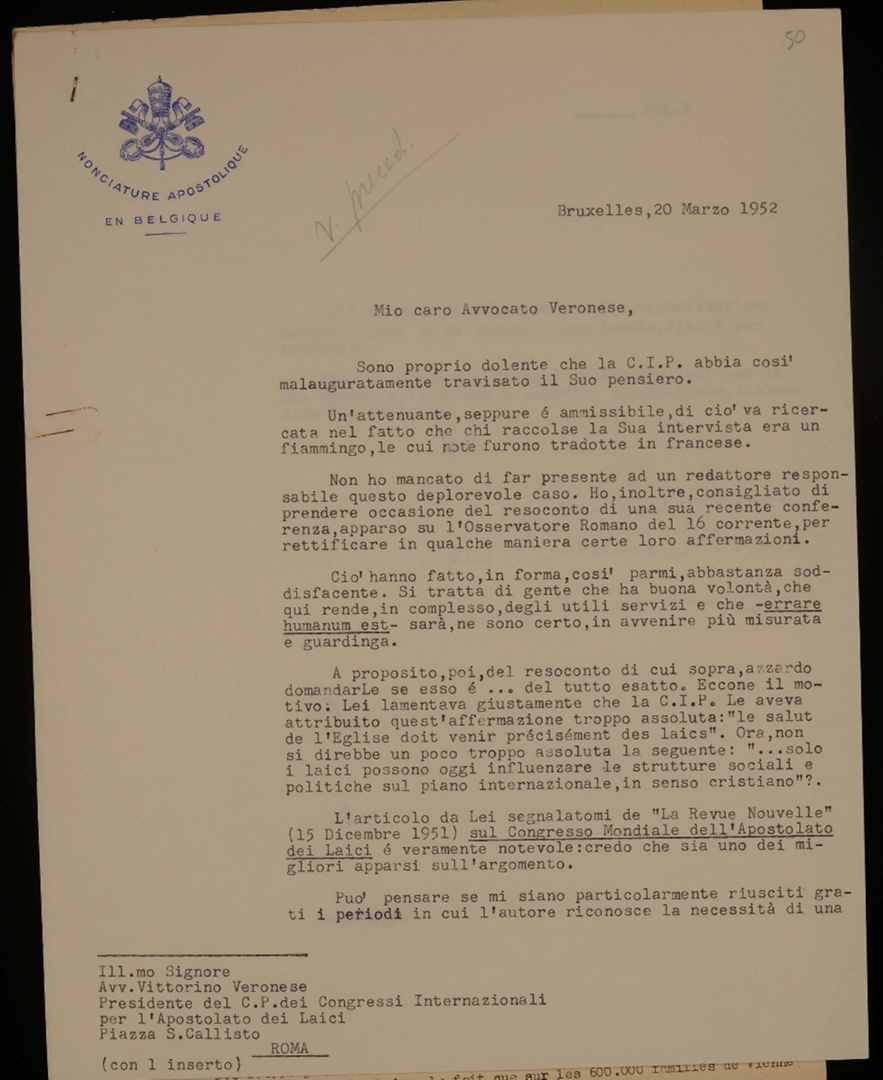 50
NONCIATURE APOSTOLIQUE
EN BELGIQUE
v. preced.
Bruxelles,20 Marzo 1952
Mio caro Avvocato Veronese,
Sono proprio dolente che la C.I.P. abbia cosi'
malauguratamente travisato il Suo pensiero.
Un'attenuante,seppure é ammissibile,di cio' va ricer-
cata nel fatto che chi raccolse la Sua intervista era un
fiammingo,le cui note furono tradotte in francese.
Non ho mancato di far presente ad un redattore respon-
sabile questo deplorevole caso. Ho,inoltre,consigliato di
prendere occasione del resoconto di una sua recente confe-
renza,apparso su l'Osservatore Romano del 16 corrente,per
rettificare in qualche maniera certe loro affermazioni.
Cio' hanno fatto,in forma,cosi' parmi,abbastanza sod-
disfacente. Si tratta di gente che ha buona volontà,che
qui rende,in complesso,degli utili servizi e che -errare
humanum est- sarà,ne sono certo,in avvenire più misurata
e guardinga.
A proposito,poi,del resoconto di cui sopra,azzardo
domandarLe se esso é ... del tutto esatto. Eccone il mo-
tivo. Lei lamentava giustamente che la C.I.P. Le aveva
attribuito quest'affermazione troppo assoluta:"le salut
de l'Eglise doit venir précisément des laics". Ora,non
si direbbe un poco troppo assoluta la seguente: "...solo
i laici possono oggi influenzare le strutture sociali e
politiche sul piano internazionale,in senso cristiano"?.
L'articolo da Lei segnalatomi de "La Revue Nouvelle"
(15 Dicembre 1951) sul Congresso Mondiale dell'Apostolato
dei Laici é veramente notevole:credo che sia uno dei mi-
gliori apparsi sull'argomento.
Puo' pensare se mi siano particolarmente riusciti gra-
ti i periodi in cui l'autore riconosce la necessità di una
Ill.mo Signore
Avv.Vittorino Veronese
Presidente del C.P.dei Congressi Internazionali
per l'Apostolato dei Laici
Piazza S.Callisto
ROMA
(con 1 inserto)
fait que sur les 600.000 familles de Vienne